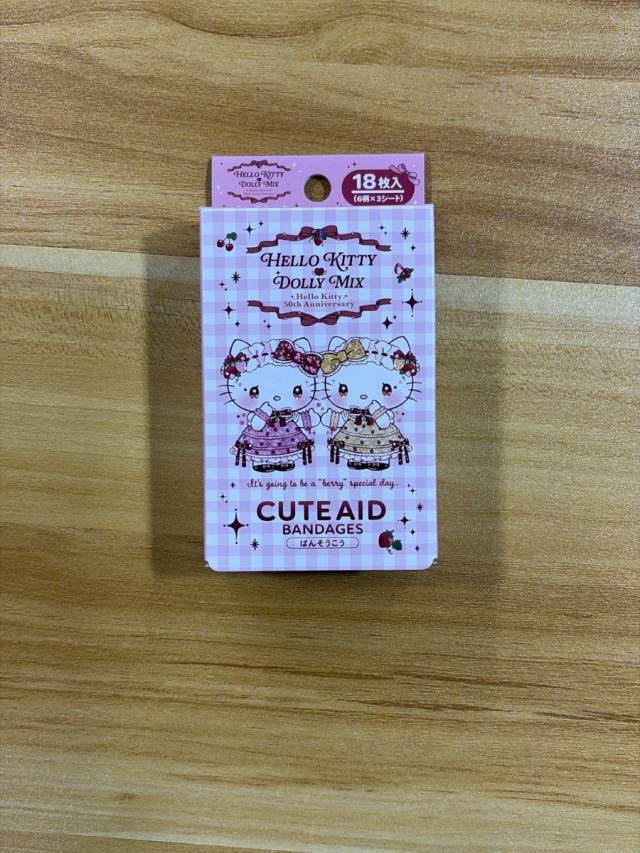 HELLO KITTY
DOLLY MIX
18枚入
(6柄×3シート)
HELLO KITTY
DOLLY MIX
Hello Kitty
50th Anniversary
It's going to be a "berry" special day.
CUTE AID
BANDAGES
ばんそうこう